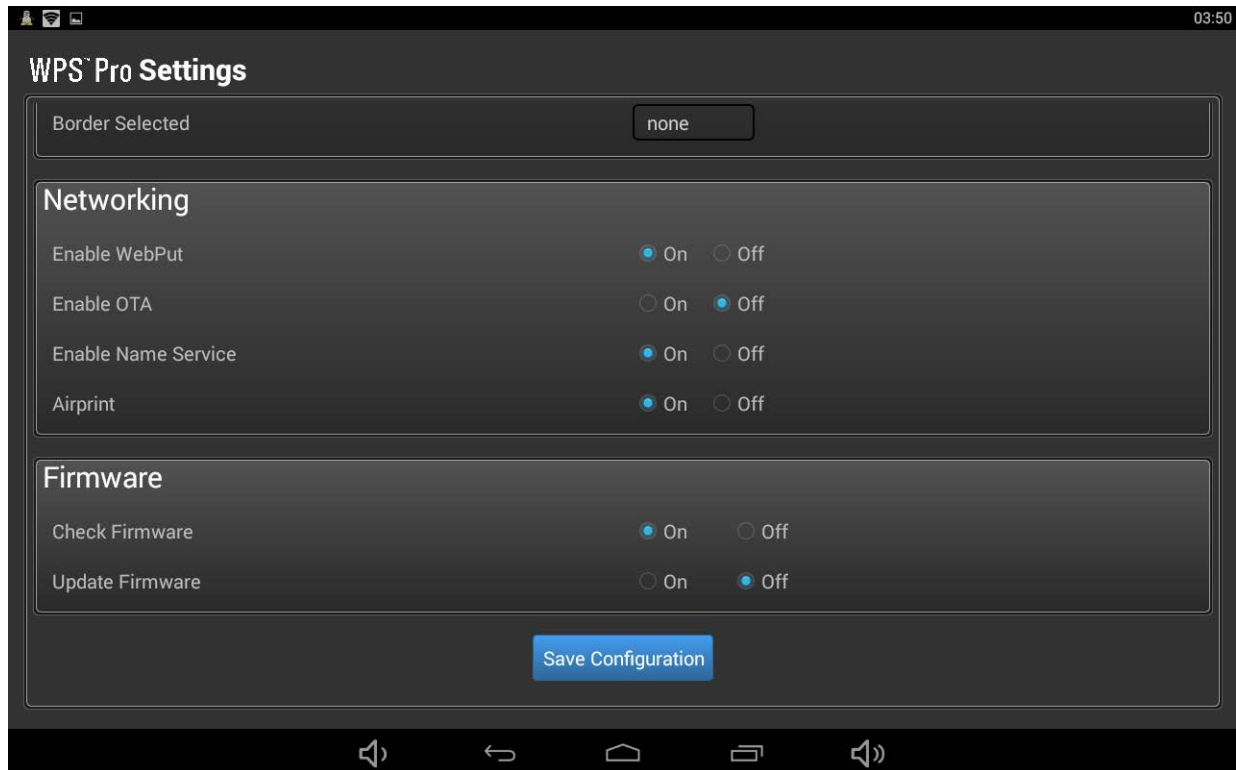 03:50
WPS™ Pro Settings
Border Selected none
Networking
Enable WebPut On Off
Enable OTA On Off
Enable Name Service On Off
Airprint On Off
Firmware
Check Firmware On Off
Update Firmware On Off
Save Configuration